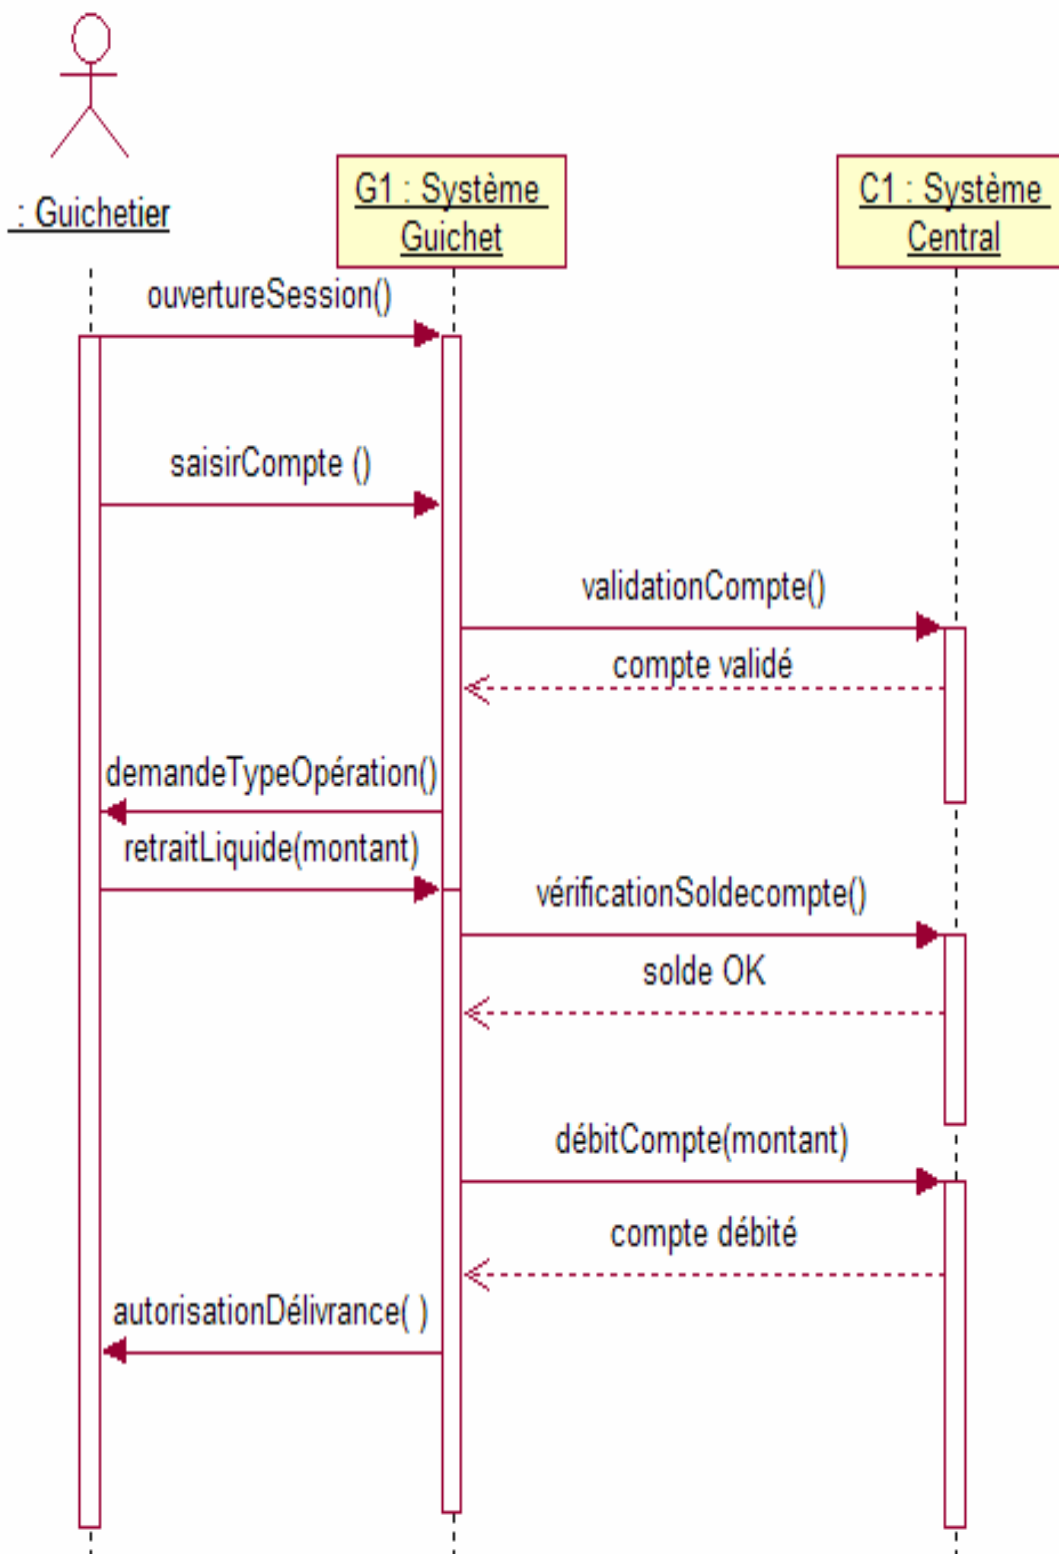 : Guichetier
G1 : Système
Guichet
C1 : Système
Central
ouvertureSession()
saisirCompte ()
validationCompte()
compte validé
demandeTypeOpération()
retraitLiquide(montant)
vérificationSoldecompte()
solde OK
débitCompte(montant)
compte débité
autorisationDélivrance( )